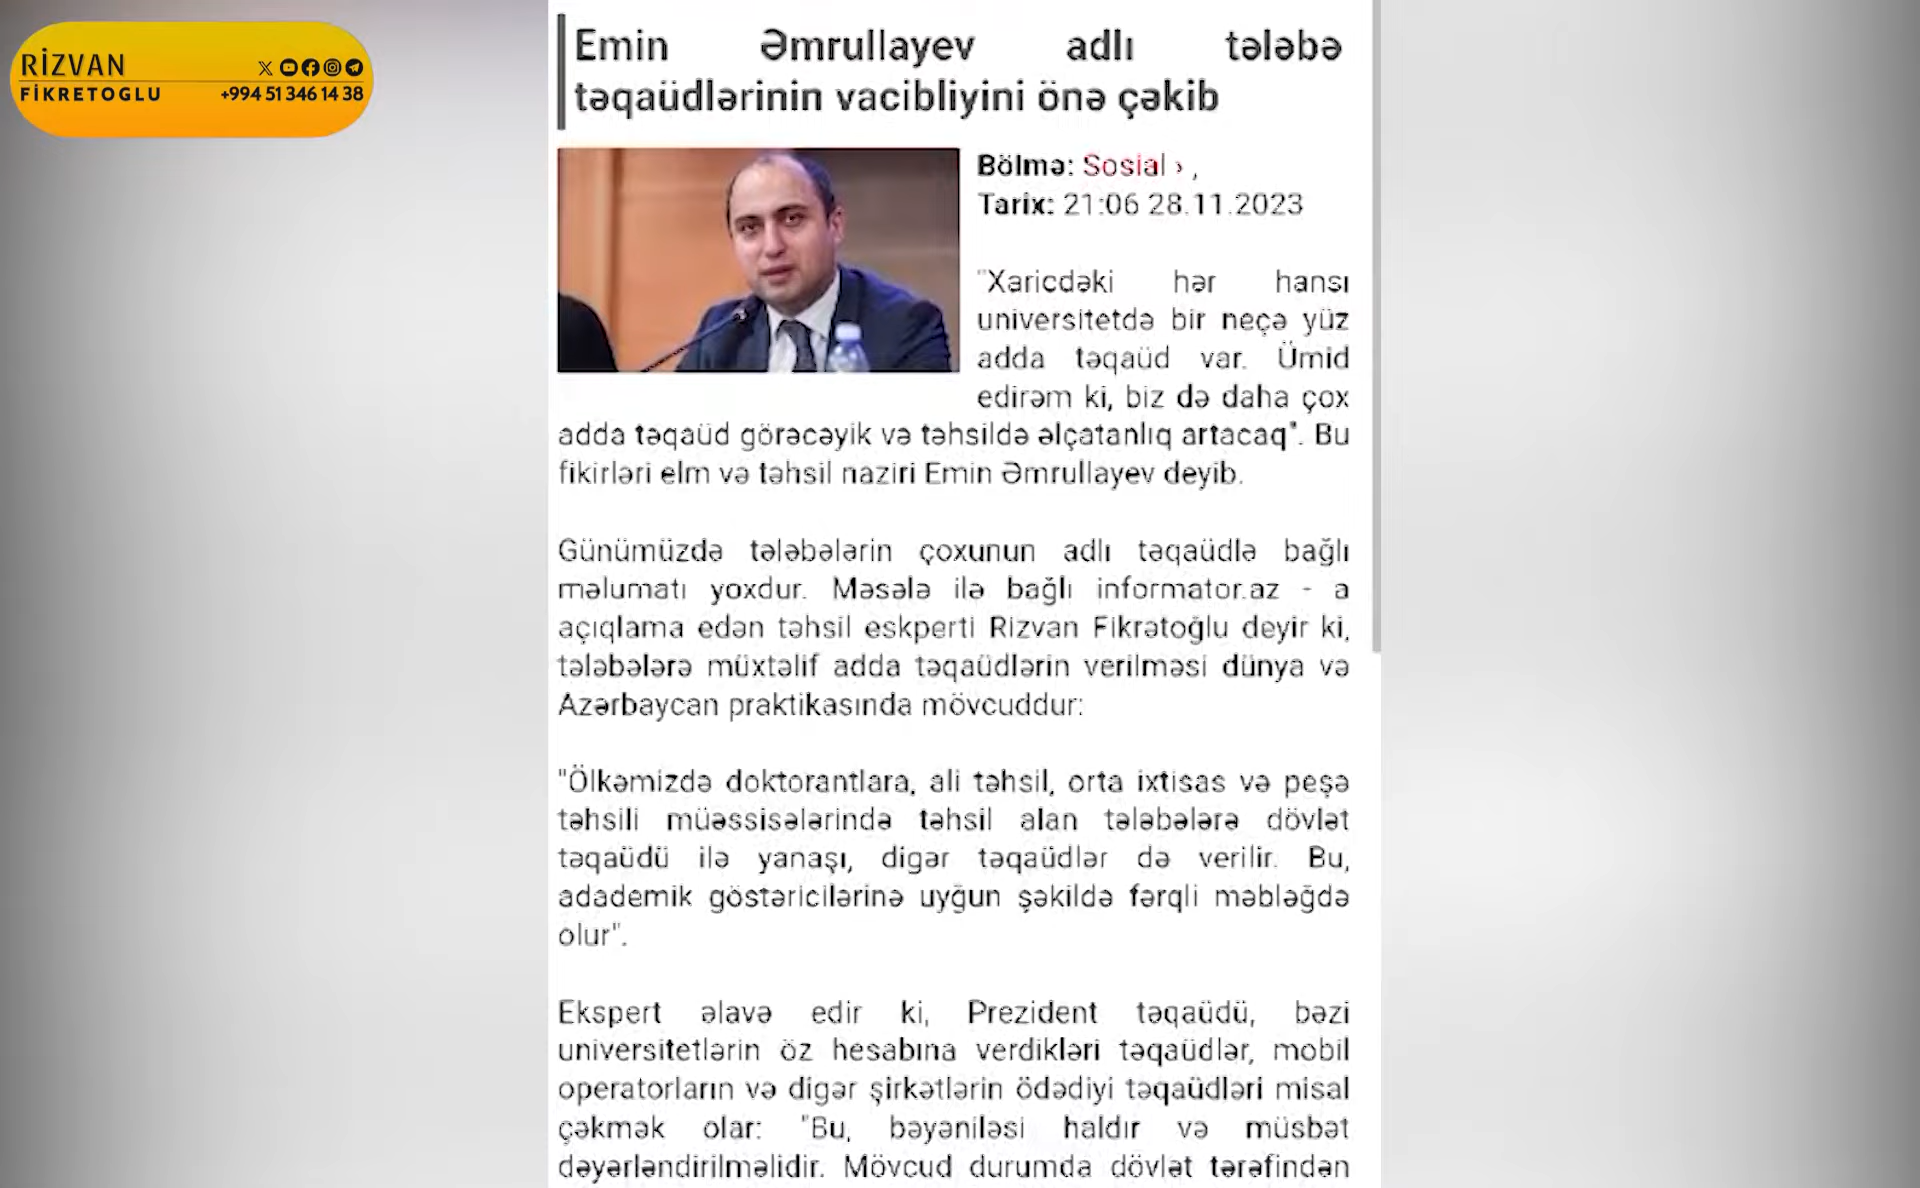 RİZVAN
FİKRETOGLU
+994 51 346 14 38
Emin Əmrullayev adlı tələbə
təqaüdlərinin vacibliyini önə çəkib
Bölmə: Sosial › ,
Tarix: 21:06 28.11.2023
"Xaricdəki hər hansı
universitetdə bir neçə yüz
adda təqaüd var. Ümid
edirəm ki, biz də daha çox
adda təqaüd görəcəyik və təhsildə əlçatanlıq artacaq". Bu
fikirləri elm və təhsil naziri Emin Əmrullayev deyib.
Günümüzdə tələbələrin çoxunun adlı təqaüdlə bağlı
məlumatı yoxdur. Məsələ ilə bağlı informator.az - a
açıqlama edən təhsil eskperti Rizvan Fikrətoğlu deyir ki,
tələbələrə müxtəlif adda təqaüdlərin verilməsi dünya və
Azərbaycan praktikasında mövcuddur:
"Ölkəmizdə doktorantlara, ali təhsil, orta ixtisas və peşə
təhsili müəssisələrində təhsil alan tələbələrə dövlət
təqaüdü ilə yanaşı, digər təqaüdlər də verilir. Bu,
adademik göstəricilərinə uyğun şəkildə fərqli məbləğdə
olur".
Ekspert əlavə edir ki, Prezident təqaüdü, bəzi
universitetlərin öz hesabına verdikləri təqaüdlər, mobil
operatorların və digər şirkətlərin ödədiyi təqaüdləri misal
çəkmək olar: "Bu, bəyəniləsi haldır və müsbət
dəyərləndirilməlidir. Mövcud durumda dövlət tərəfindən